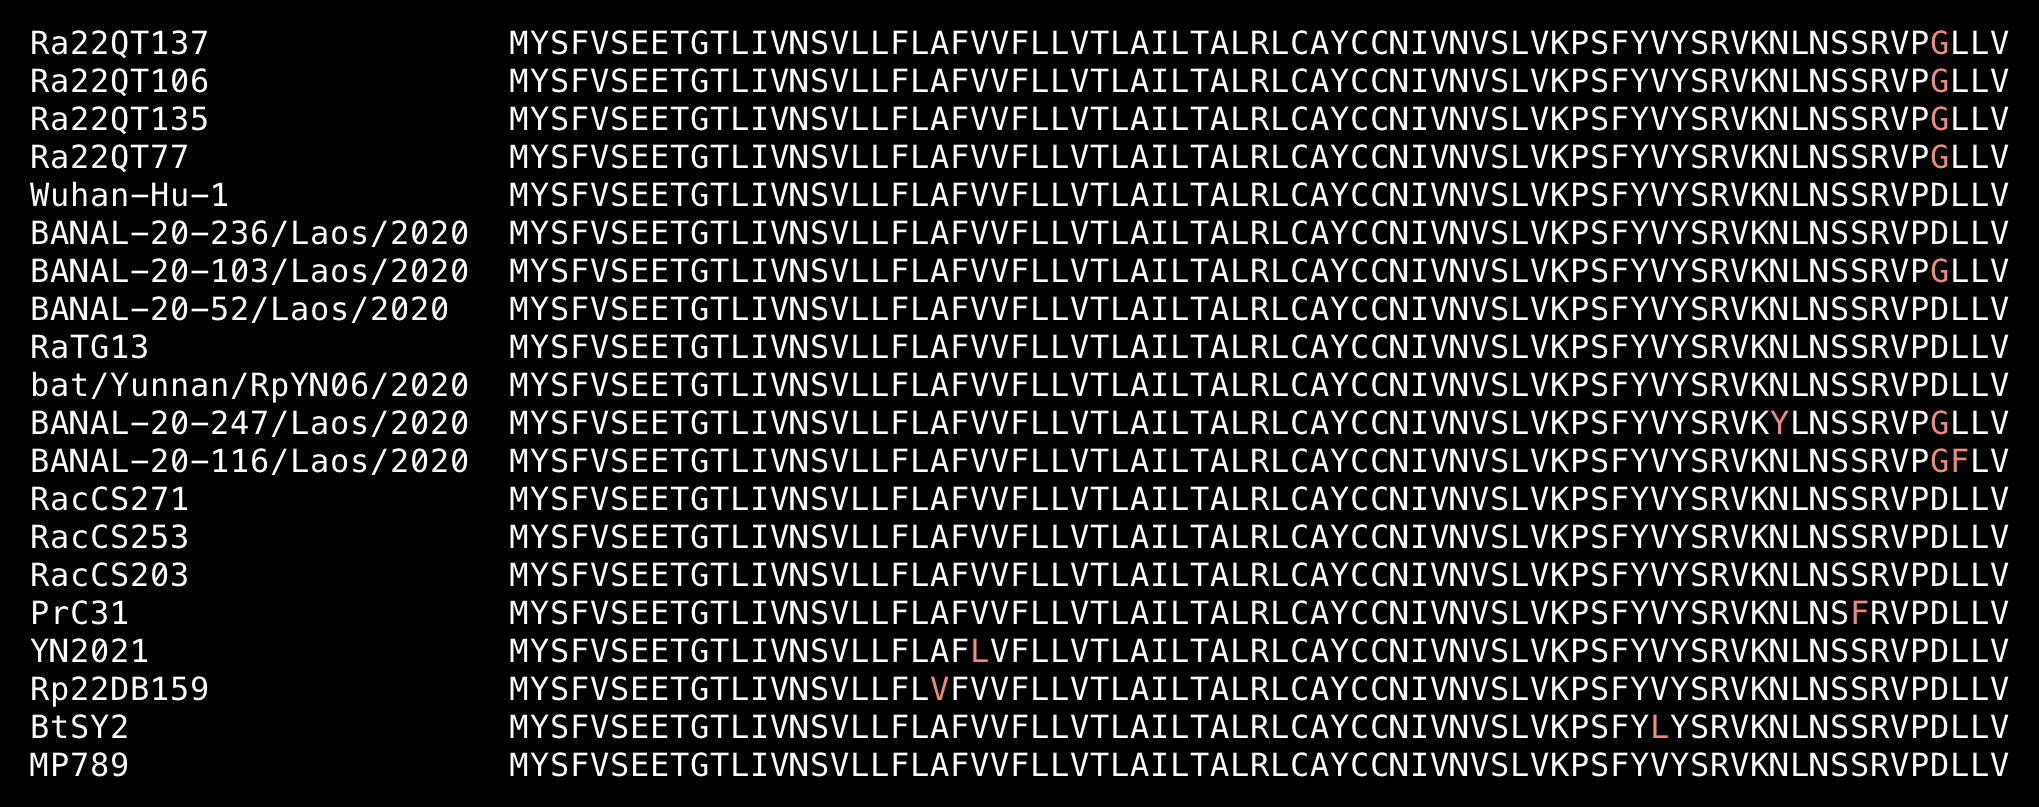 Ra22QT137 MYSFVSEETGTLIVNSVLLFLAFVVFLLVTLAILTALRLCAYCCNIVNVSLVKPSFYVYSRVKNLNSSRVPGLLV
Ra22QT106 MYSFVSEETGTLIVNSVLLFLAFVVFLLVTLAILTALRLCAYCCNIVNVSLVKPSFYVYSRVKNLNSSRVPGLLV
Ra22QT135 MYSFVSEETGTLIVNSVLLFLAFVVFLLVTLAILTALRLCAYCCNIVNVSLVKPSFYVYSRVKNLNSSRVPGLLV
Ra22QT77 MYSFVSEETGTLIVNSVLLFLAFVVFLLVTLAILTALRLCAYCCNIVNVSLVKPSFYVYSRVKNLNSSRVPGLLV
Wuhan-Hu-1 MYSFVSEETGTLIVNSVLLFLAFVVFLLVTLAILTALRLCAYCCNIVNVSLVKPSFYVYSRVKNLNSSRVPDLLV
BANAL-20-236/Laos/2020 MYSFVSEETGTLIVNSVLLFLAFVVFLLVTLAILTALRLCAYCCNIVNVSLVKPSFYVYSRVKNLNSSRVPDLLV
BANAL-20-103/Laos/2020 MYSFVSEETGTLIVNSVLLFLAFVVFLLVTLAILTALRLCAYCCNIVNVSLVKPSFYVYSRVKNLNSSRVPGLLV
BANAL-20-52/Laos/2020 MYSFVSEETGTLIVNSVLLFLAFVVFLLVTLAILTALRLCAYCCNIVNVSLVKPSFYVYSRVKNLNSSRVPDLLV
RaTG13 MYSFVSEETGTLIVNSVLLFLAFVVFLLVTLAILTALRLCAYCCNIVNVSLVKPSFYVYSRVKNLNSSRVPDLLV
bat/Yunnan/RpYN06/2020 MYSFVSEETGTLIVNSVLLFLAFVVFLLVTLAILTALRLCAYCCNIVNVSLVKPSFYVYSRVKNLNSSRVPDLLV
BANAL-20-247/Laos/2020 MYSFVSEETGTLIVNSVLLFLAFVVFLLVTLAILTALRLCAYCCNIVNVSLVKPSFYVYSRVKYLNSSRVPGLLV
BANAL-20-116/Laos/2020 MYSFVSEETGTLIVNSVLLFLAFVVFLLVTLAILTALRLCAYCCNIVNVSLVKPSFYVYSRVKNLNSSRVPGFLV
RacCS271 MYSFVSEETGTLIVNSVLLFLAFVVFLLVTLAILTALRLCAYCCNIVNVSLVKPSFYVYSRVKNLNSSRVPDLLV
RacCS253 MYSFVSEETGTLIVNSVLLFLAFVVFLLVTLAILTALRLCAYCCNIVNVSLVKPSFYVYSRVKNLNSSRVPDLLV
RacCS203 MYSFVSEETGTLIVNSVLLFLAFVVFLLVTLAILTALRLCAYCCNIVNVSLVKPSFYVYSRVKNLNSSRVPDLLV
PrC31 MYSFVSEETGTLIVNSVLLFLAFVVFLLVTLAILTALRLCAYCCNIVNVSLVKPSFYVYSRVKNLNSFRVPDLLV
YN2021 MYSFVSEETGTLIVNSVLLFLAFLVFLLVTLAILTALRLCAYCCNIVNVSLVKPSFYVYSRVKNLNSSRVPDLLV
Rp22DB159 MYSFVSEETGTLIVNSVLLFLVFVVFLLVTLAILTALRLCAYCCNIVNVSLVKPSFYVYSRVKNLNSSRVPDLLV
BtSY2 MYSFVSEETGTLIVNSVLLFLAFVVFLLVTLAILTALRLCAYCCNIVNVSLVKPSFYLYSRVKNLNSSRVPDLLV
MP789 MYSFVSEETGTLIVNSVLLFLAFVVFLLVTLAILTALRLCAYCCNIVNVSLVKPSFYVYSRVKNLNSSRVPDLLV